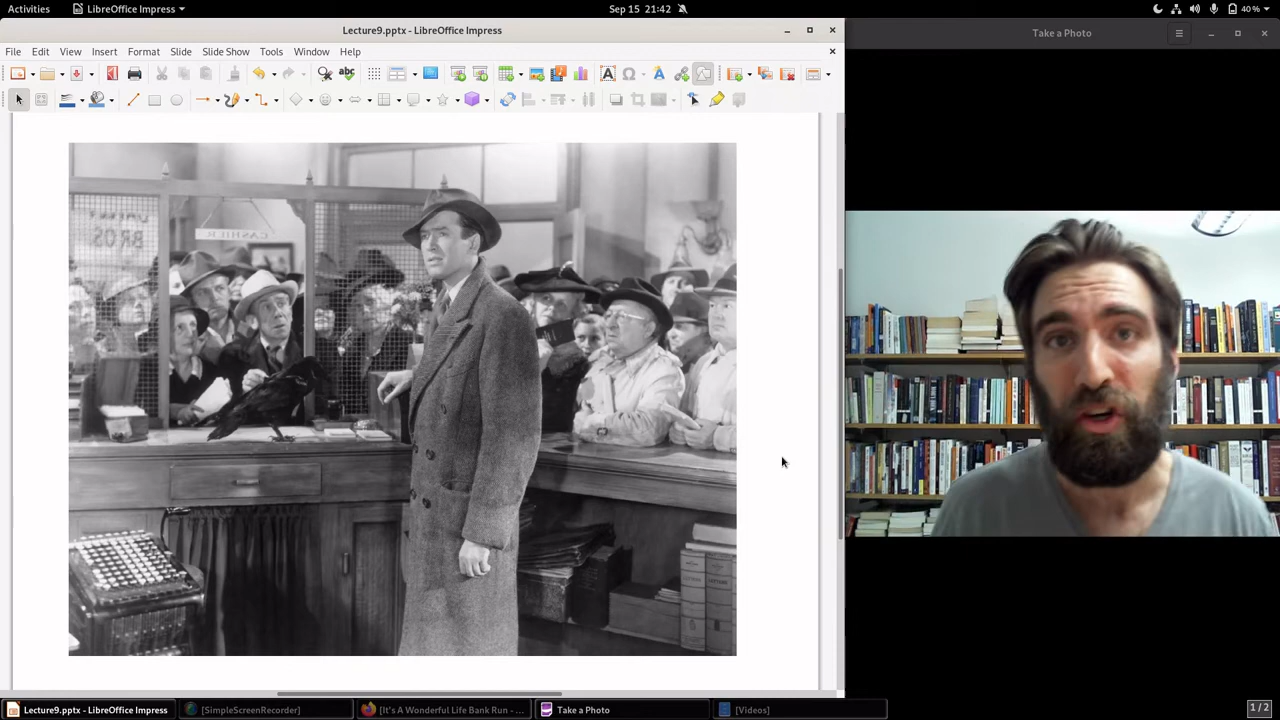 Activities LibreOffice Impress Sep 15 21:42 40 %
Lecture9.pptx - LibreOffice Impress Take a Photo
File Edit View Insert Format Slide Slide Show Tools Window Help
abc
BROS
CASHIER
Lecture9.pptx - LibreOffice Impress [SimpleScreenRecorder] [It's A Wonderful Life Bank Run - ... Take a Photo [Videos] 1 / 2